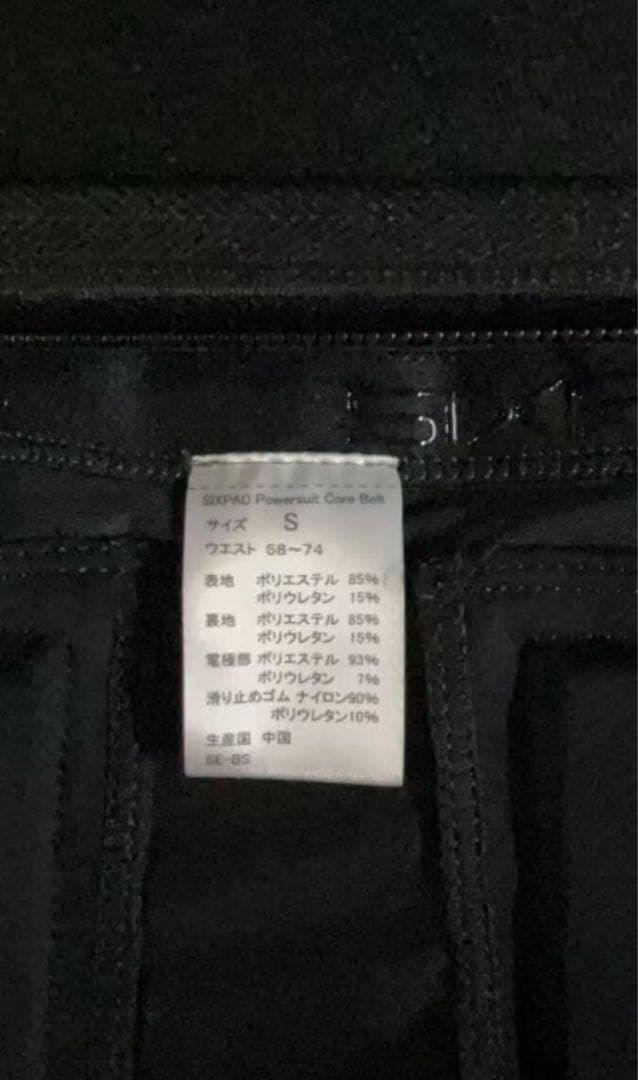 SIXPAD Powersuit Core Belt
サイズ S
ウエスト 58〜74
表地 ポリエステル 85%
ポリウレタン 15%
裏地 ポリエステル 85%
ポリウレタン 15%
電極部 ポリエステル 93%
ポリウレタン 7%
滑り止めゴム ナイロン90%
ポリウレタン10%
生産国 中国
SE-BS